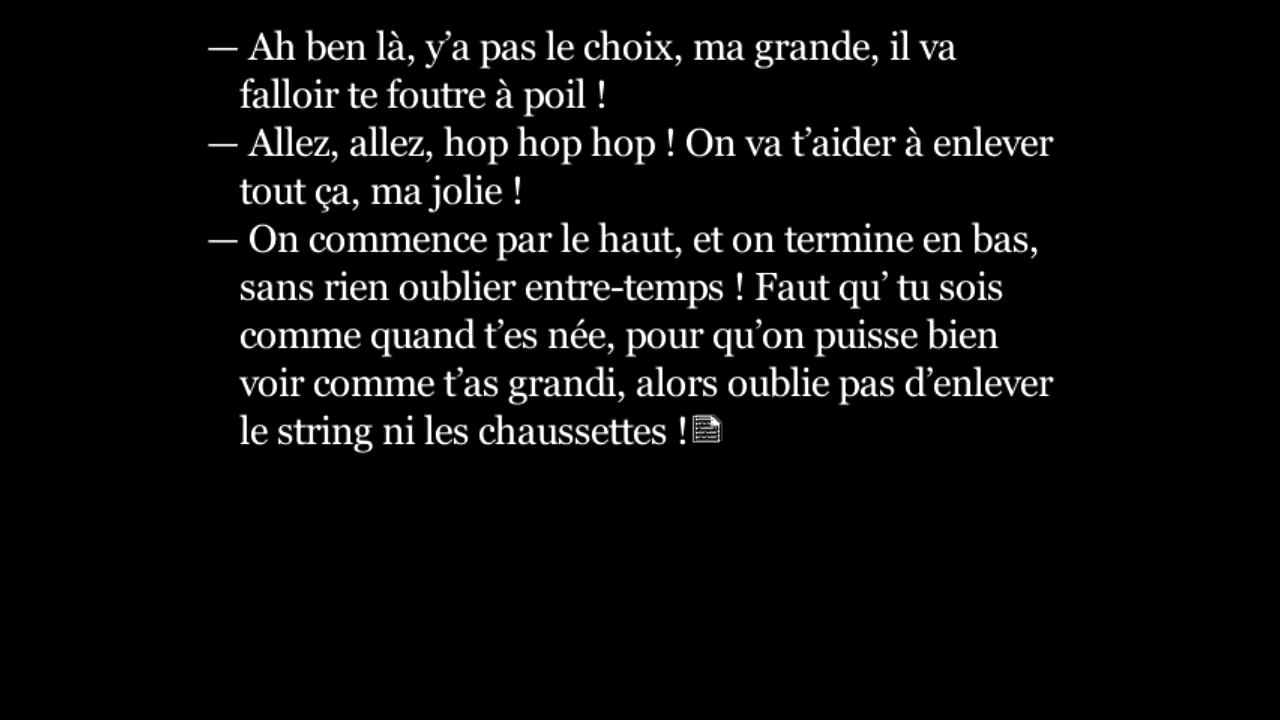 — Ah ben là, y’a pas le choix, ma grande, il va
falloir te foutre à poil !
— Allez, allez, hop hop hop ! On va t’aider à enlever
tout ça, ma jolie !
— On commence par le haut, et on termine en bas,
sans rien oublier entre-temps ! Faut qu’ tu sois
comme quand t’es née, pour qu’on puisse bien
voir comme t’as grandi, alors oublie pas d’enlever
le string ni les chaussettes !